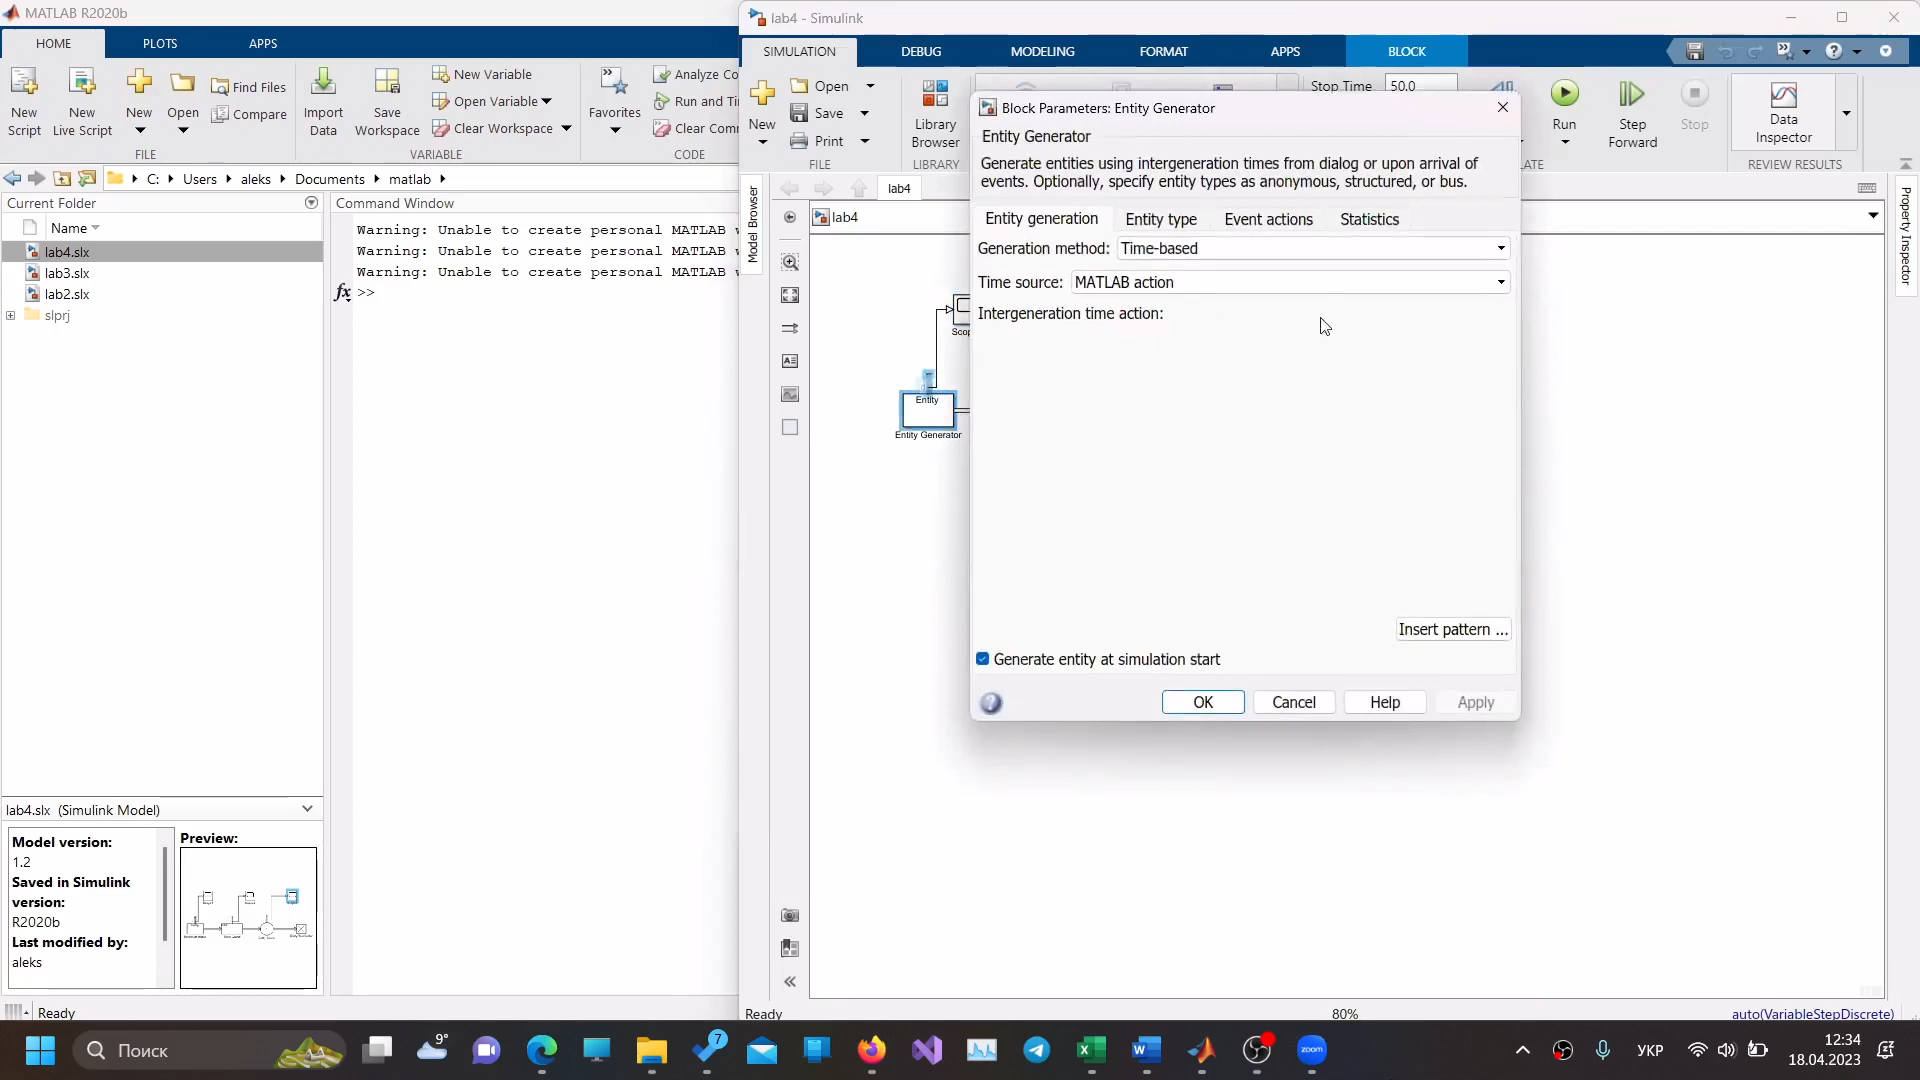 MATLAB R2020b
HOME
PLOTS
APPS
New Script
New Live Script
New
Open
Find Files
Compare
Import Data
Save Workspace
New Variable
Open Variable
Clear Workspace
Favorites
Analyze Co
Run and Ti
Clear Com
FILE
VARIABLE
CODE
C:
Users
aleks
Documents
matlab
Current Folder
Name
lab4.slx
lab3.slx
lab2.slx
slprj
Command Window
Warning: Unable to create personal MATLAB w
Warning: Unable to create personal MATLAB w
Warning: Unable to create personal MATLAB w
fx >>
lab4.slx (Simulink Model)
Model version:
1.2
Saved in Simulink version:
R2020b
Last modified by:
aleks
Preview:
Ready
lab4 - Simulink
SIMULATION
DEBUG
MODELING
FORMAT
APPS
BLOCK
New
Open
Save
Print
FILE
Library Browser
LIBRARY
Stop Time
50.0
Run
Step Forward
Stop
Data Inspector
REVIEW RESULTS
Model Browser
Property Inspector
lab4
lab4
Scop
Entity
Entity Generator
Block Parameters: Entity Generator
Entity Generator
Generate entities using intergeneration times from dialog or upon arrival of
events. Optionally, specify entity types as anonymous, structured, or bus.
Entity generation
Entity type
Event actions
Statistics
Generation method: Time-based
Time source: MATLAB action
Intergeneration time action:
Insert pattern ...
Generate entity at simulation start
OK
Cancel
Help
Apply
Ready
80%
auto(VariableStepDiscrete)
Поиск
9°
7
УКР
12:34
18.04.2023